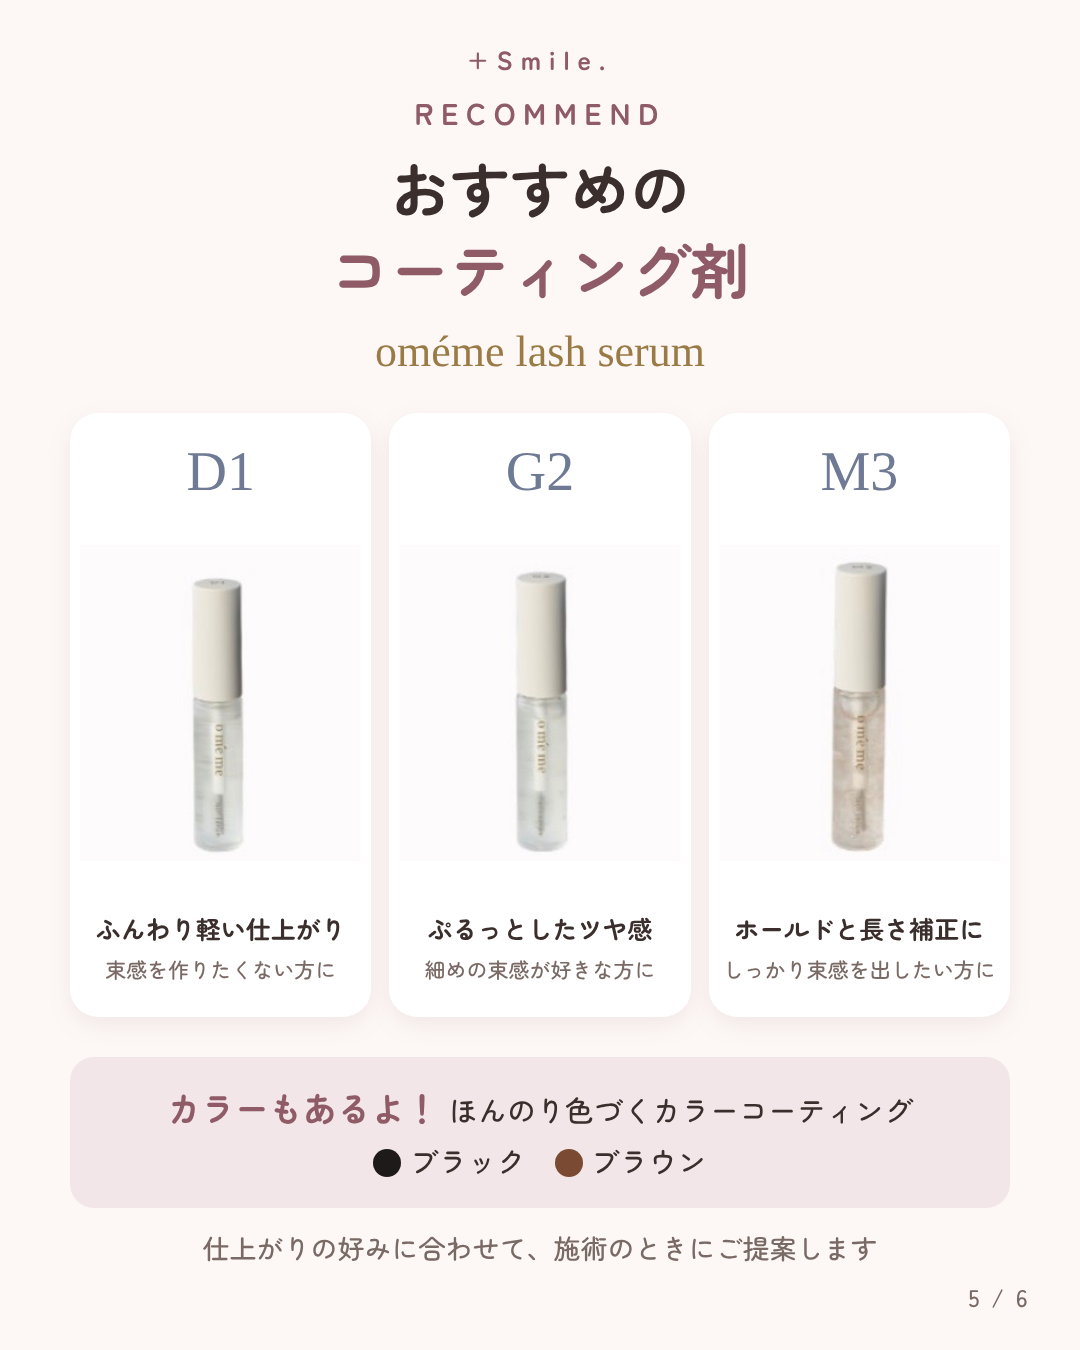 +Smile.
RECOMMEND
おすすめの
コーティング剤
oméme lash serum
D1
G2
M3
D1
G2
M3
oméme
oméme
oméme
ふんわり軽い仕上がり
束感を作りたくない方に
ぷるっとしたツヤ感
細めの束感が好きな方に
ホールドと長さ補正に
しっかり束感を出したい方に
カラーもあるよ！ ほんのり色づくカラーコーティング
ブラック ブラウン
仕上がりの好みに合わせて、施術のときにご提案します
5 / 6